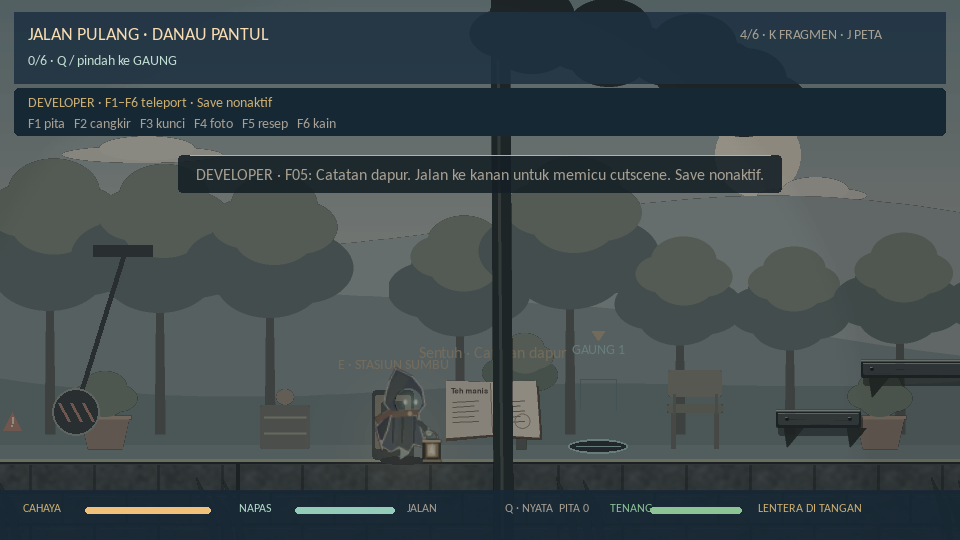 JALAN PULANG · DANAU PANTUL
4/6 · K FRAGMEN · J PETA
0/6 · Q / pindah ke GAUNG
DEVELOPER · F1–F6 teleport · Save nonaktif
F1 pita F2 cangkir F3 kunci F4 foto F5 resep F6 kain
DEVELOPER · F05: Catatan dapur. Jalan ke kanan untuk memicu cutscene. Save nonaktif.
Sentuh · Catatan dapur
GAUNG 1
E - STASIUN SUMBU
Teh manis
!
CAHAYA NAPAS JALAN Q · NYATA PITA 0 TENANG LENTERA DI TANGAN